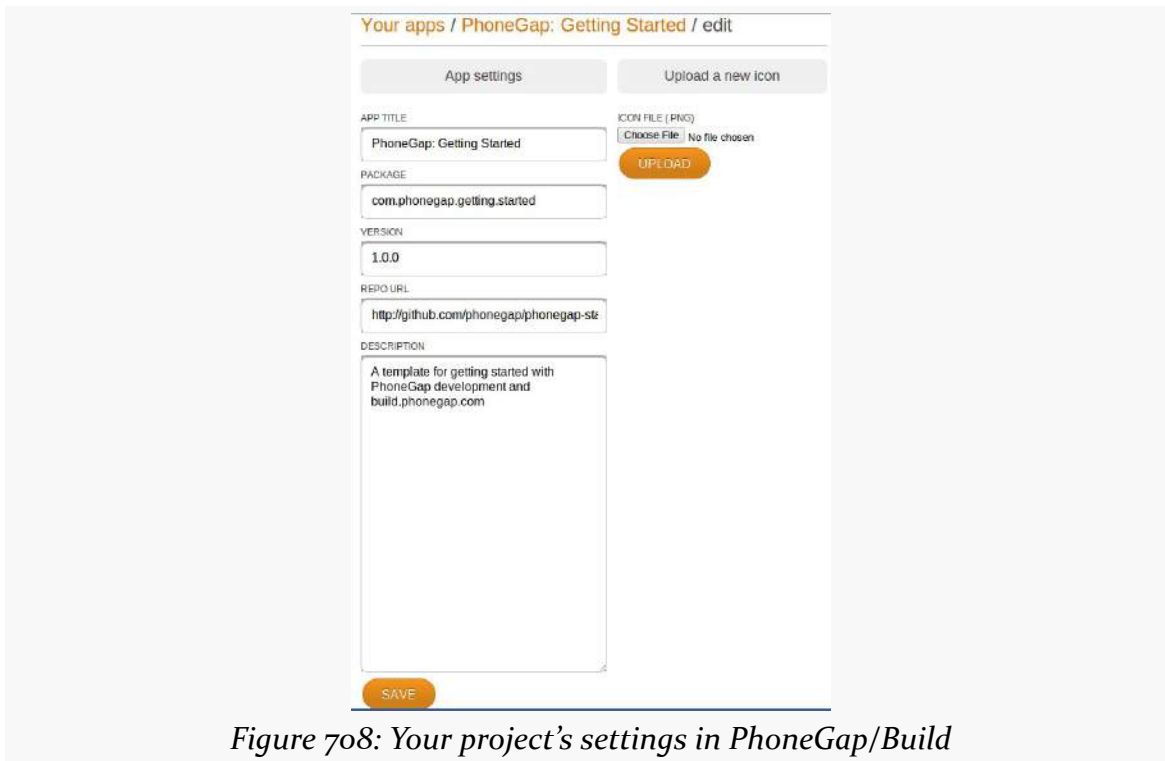 Your apps / PhoneGap: Getting Started / edit
App settings
Upload a new icon
APP TITLE
PhoneGap: Getting Started
PACKAGE
com.phonegap.getting.started
VERSION
1.0.0
REPO URL
http://github.com/phonegap/phonegap-sta
DESCRIPTION
A template for getting started with
PhoneGap development and
build.phonegap.com
SAVE
ICON FILE (.PNG)
Choose File No file chosen
UPLOAD
Figure 708: Your project's settings in PhoneGap/Build